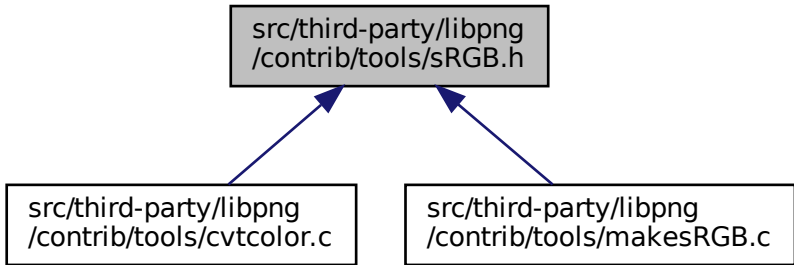 src/third-party/libpng
/contrib/tools/sRGB.h
src/third-party/libpng
/contrib/tools/cvtcolor.c
src/third-party/libpng
/contrib/tools/makesRGB.c